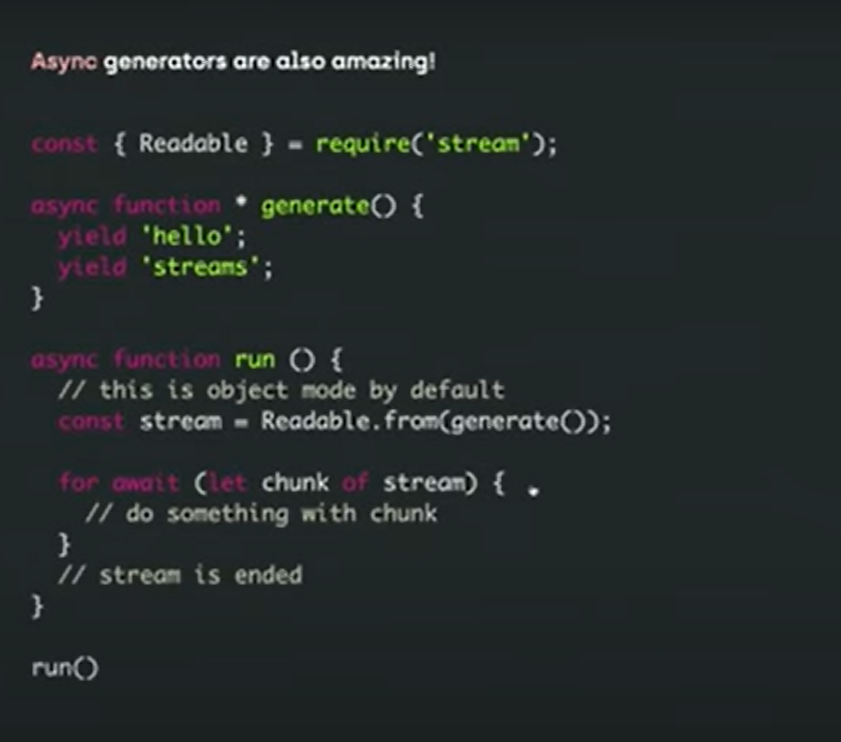 Async generators are also amazing!
const { Readable } = require('stream');
async function * generate() {
yield 'hello';
yield 'streams';
}
async function run () {
// this is object mode by default
const stream = Readable.from(generate());
for await (let chunk of stream) {
// do something with chunk
}
// stream is ended
}
run()